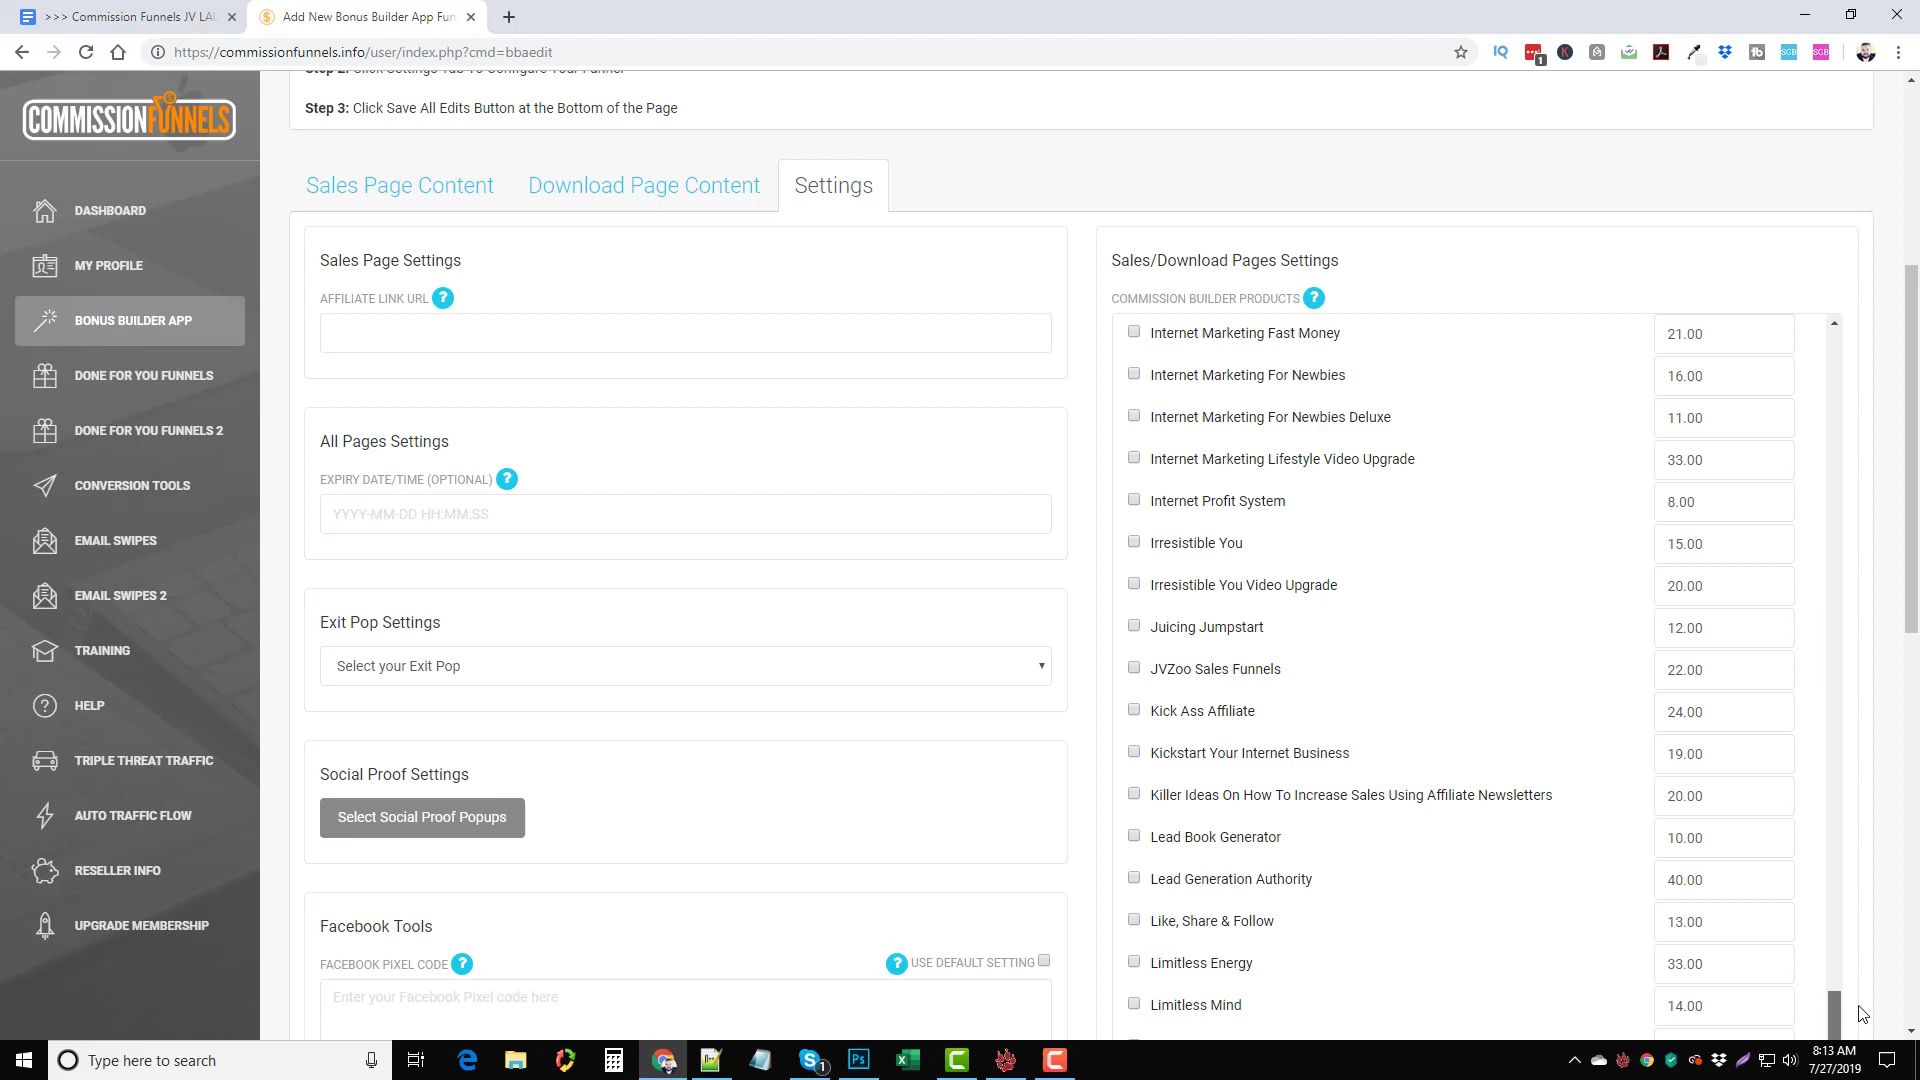 >>> Commission Funnels JV LAU
Add New Bonus Builder App Fun
https://commissionfunnels.info/user/index.php?cmd=bbaedit
COMMISSIONFUNNELS
DASHBOARD
MY PROFILE
BONUS BUILDER APP
DONE FOR YOU FUNNELS
DONE FOR YOU FUNNELS 2
CONVERSION TOOLS
EMAIL SWIPES
EMAIL SWIPES 2
TRAINING
HELP
TRIPLE THREAT TRAFFIC
AUTO TRAFFIC FLOW
RESELLER INFO
UPGRADE MEMBERSHIP
Step 2: Click Settings Tab To Configure Your Funnel
Step 3: Click Save All Edits Button at the Bottom of the Page
Sales Page Content
Download Page Content
Settings
Sales Page Settings
AFFILIATE LINK URL ?
All Pages Settings
EXPIRY DATE/TIME (OPTIONAL) ?
YYYY-MM-DD HH:MM:SS
Exit Pop Settings
Select your Exit Pop
Social Proof Settings
Select Social Proof Popups
Facebook Tools
FACEBOOK PIXEL CODE ?
? USE DEFAULT SETTING
Enter your Facebook Pixel code here
Sales/Download Pages Settings
COMMISSION BUILDER PRODUCTS ?
Internet Marketing Fast Money 21.00
Internet Marketing For Newbies 16.00
Internet Marketing For Newbies Deluxe 11.00
Internet Marketing Lifestyle Video Upgrade 33.00
Internet Profit System 8.00
Irresistible You 15.00
Irresistible You Video Upgrade 20.00
Juicing Jumpstart 12.00
JVZoo Sales Funnels 22.00
Kick Ass Affiliate 24.00
Kickstart Your Internet Business 19.00
Killer Ideas On How To Increase Sales Using Affiliate Newsletters 20.00
Lead Book Generator 10.00
Lead Generation Authority 40.00
Like, Share & Follow 13.00
Limitless Energy 33.00
Limitless Mind 14.00
Type here to search
8:13 AM
7/27/2019